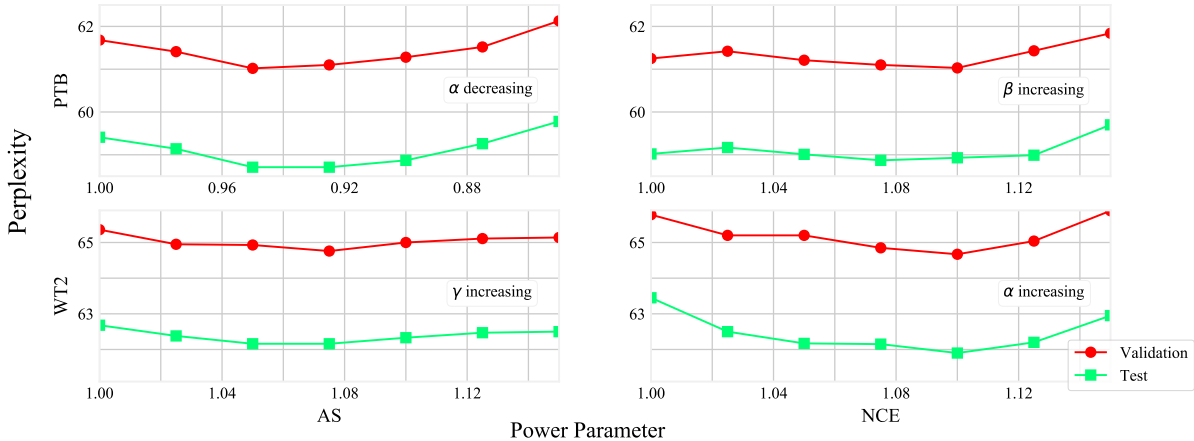 62
60
PTB
α decreasing
1.00 0.96 0.92 0.88
62
60
β increasing
1.00 1.04 1.08 1.12
Perplexity
65
63
WT2
γ increasing
1.00 1.04 1.08 1.12
AS
65
63
α increasing
1.00 1.04 1.08 1.12
NCE
Validation
Test
Power Parameter